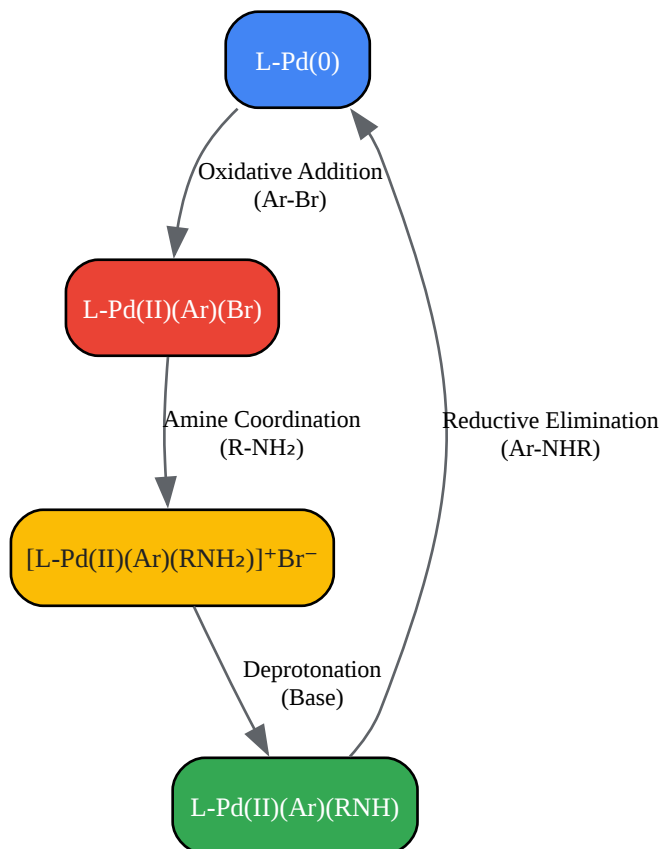 L-Pd(0)
Oxidative Addition
(Ar-Br)
L-Pd(II)(Ar)(Br)
Amine Coordination
(R-NH₂)
Reductive Elimination
(Ar-NHR)
[L-Pd(II)(Ar)(RNH₂)]⁺Br⁻
Deprotonation
(Base)
L-Pd(II)(Ar)(RNH)